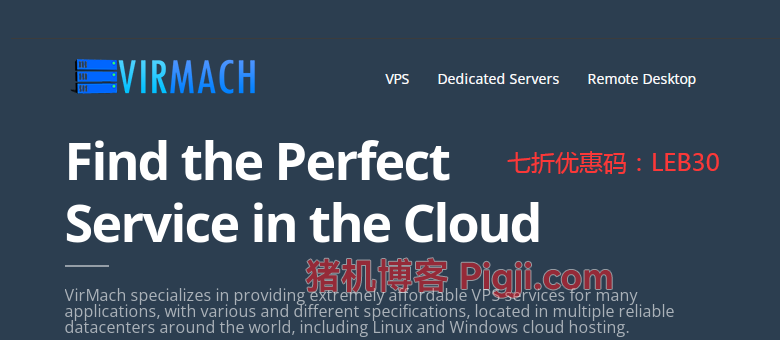 VIRMACH
VPS Dedicated Servers Remote Desktop
Find the Perfect
七折优惠码：LEB30
Service in the Cloud
猪机博客 Pigji.com
VirMach specializes in providing extremely affordable VPS services for many
applications, with various and different specifications, located in multiple reliable
datacenters around the world, including Linux and Windows cloud hosting.